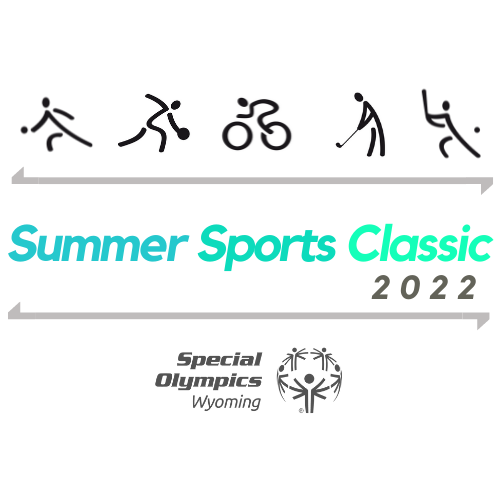 Summer Sports Classic
2022
Special
Olympics
Wyoming
®